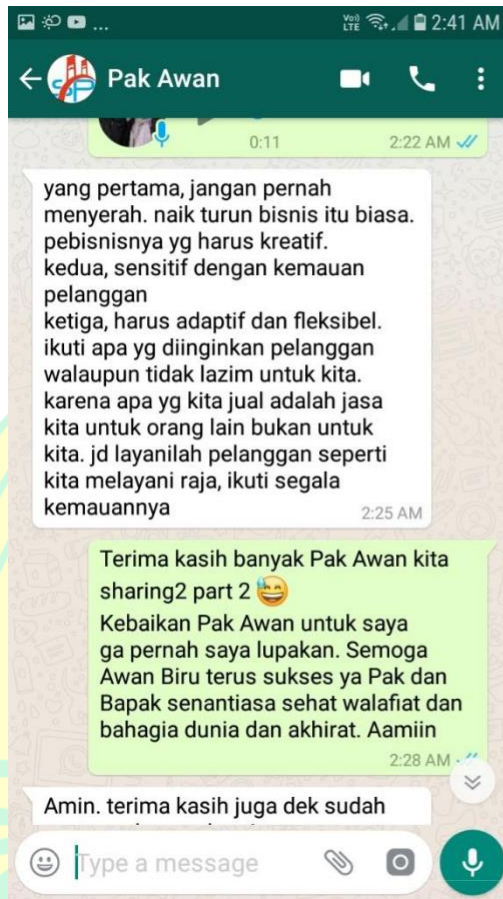 ... Vo)) LTE 2:41 AM
Pak Awan
0:11 2:22 AM
yang pertama, jangan pernah
menyerah. naik turun bisnis itu biasa.
pebisnisnya yg harus kreatif.
kedua, sensitif dengan kemauan
pelanggan
ketiga, harus adaptif dan fleksibel.
ikuti apa yg diinginkan pelanggan
walaupun tidak lazim untuk kita.
karena apa yg kita jual adalah jasa
kita untuk orang lain bukan untuk
kita. jd layanilah pelanggan seperti
kita melayani raja, ikuti segala
kemauannya 2:25 AM
Terima kasih banyak Pak Awan kita
sharing2 part 2 😅
Kebaikan Pak Awan untuk saya
ga pernah saya lupakan. Semoga
Awan Biru terus sukses ya Pak dan
Bapak senantiasa sehat walafiat dan
bahagia dunia dan akhirat. Aamiin
2:28 AM
Amin. terima kasih juga dek sudah
Type a message